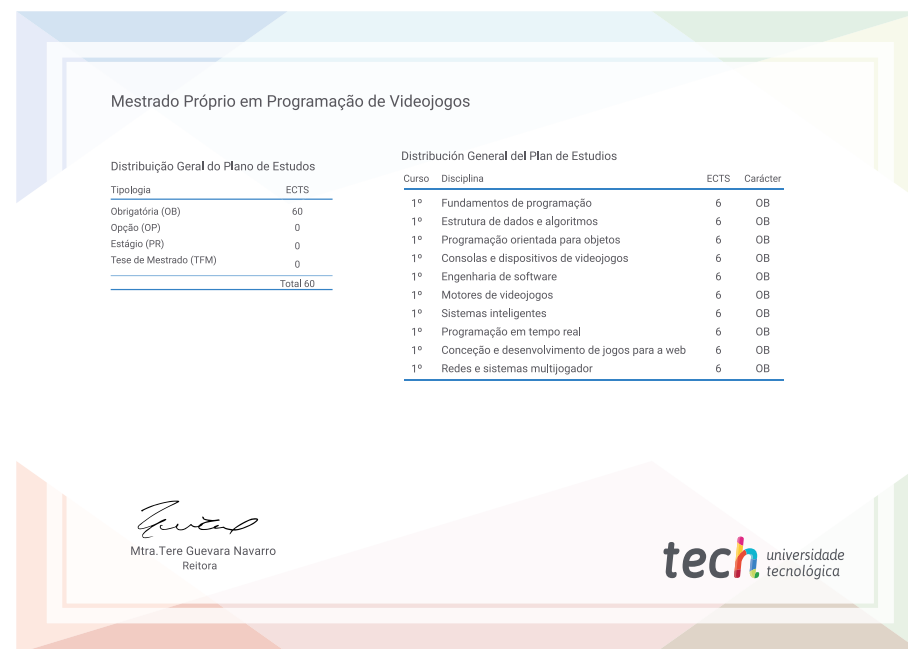 Mestrado Próprio em Programação de Videojogos
Distribuição Geral do Plano de Estudos
Tipologia ECTS
Obrigatória (OB) 60
Opção (OP) 0
Estágio (PR) 0
Tese de Mestrado (TFM) 0
Total 60
Distribución General del Plan de Estudios
Curso Disciplina ECTS Carácter
1º Fundamentos de programação 6 OB
1º Estrutura de dados e algoritmos 6 OB
1º Programação orientada para objetos 6 OB
1º Consolas e dispositivos de videojogos 6 OB
1º Engenharia de software 6 OB
1º Motores de videojogos 6 OB
1º Sistemas inteligentes 6 OB
1º Programação em tempo real 6 OB
1º Conceção e desenvolvimento de jogos para a web 6 OB
1º Redes e sistemas multijogador 6 OB
Mtra.Tere Guevara Navarro
Reitora
tech universidade
tecnológica